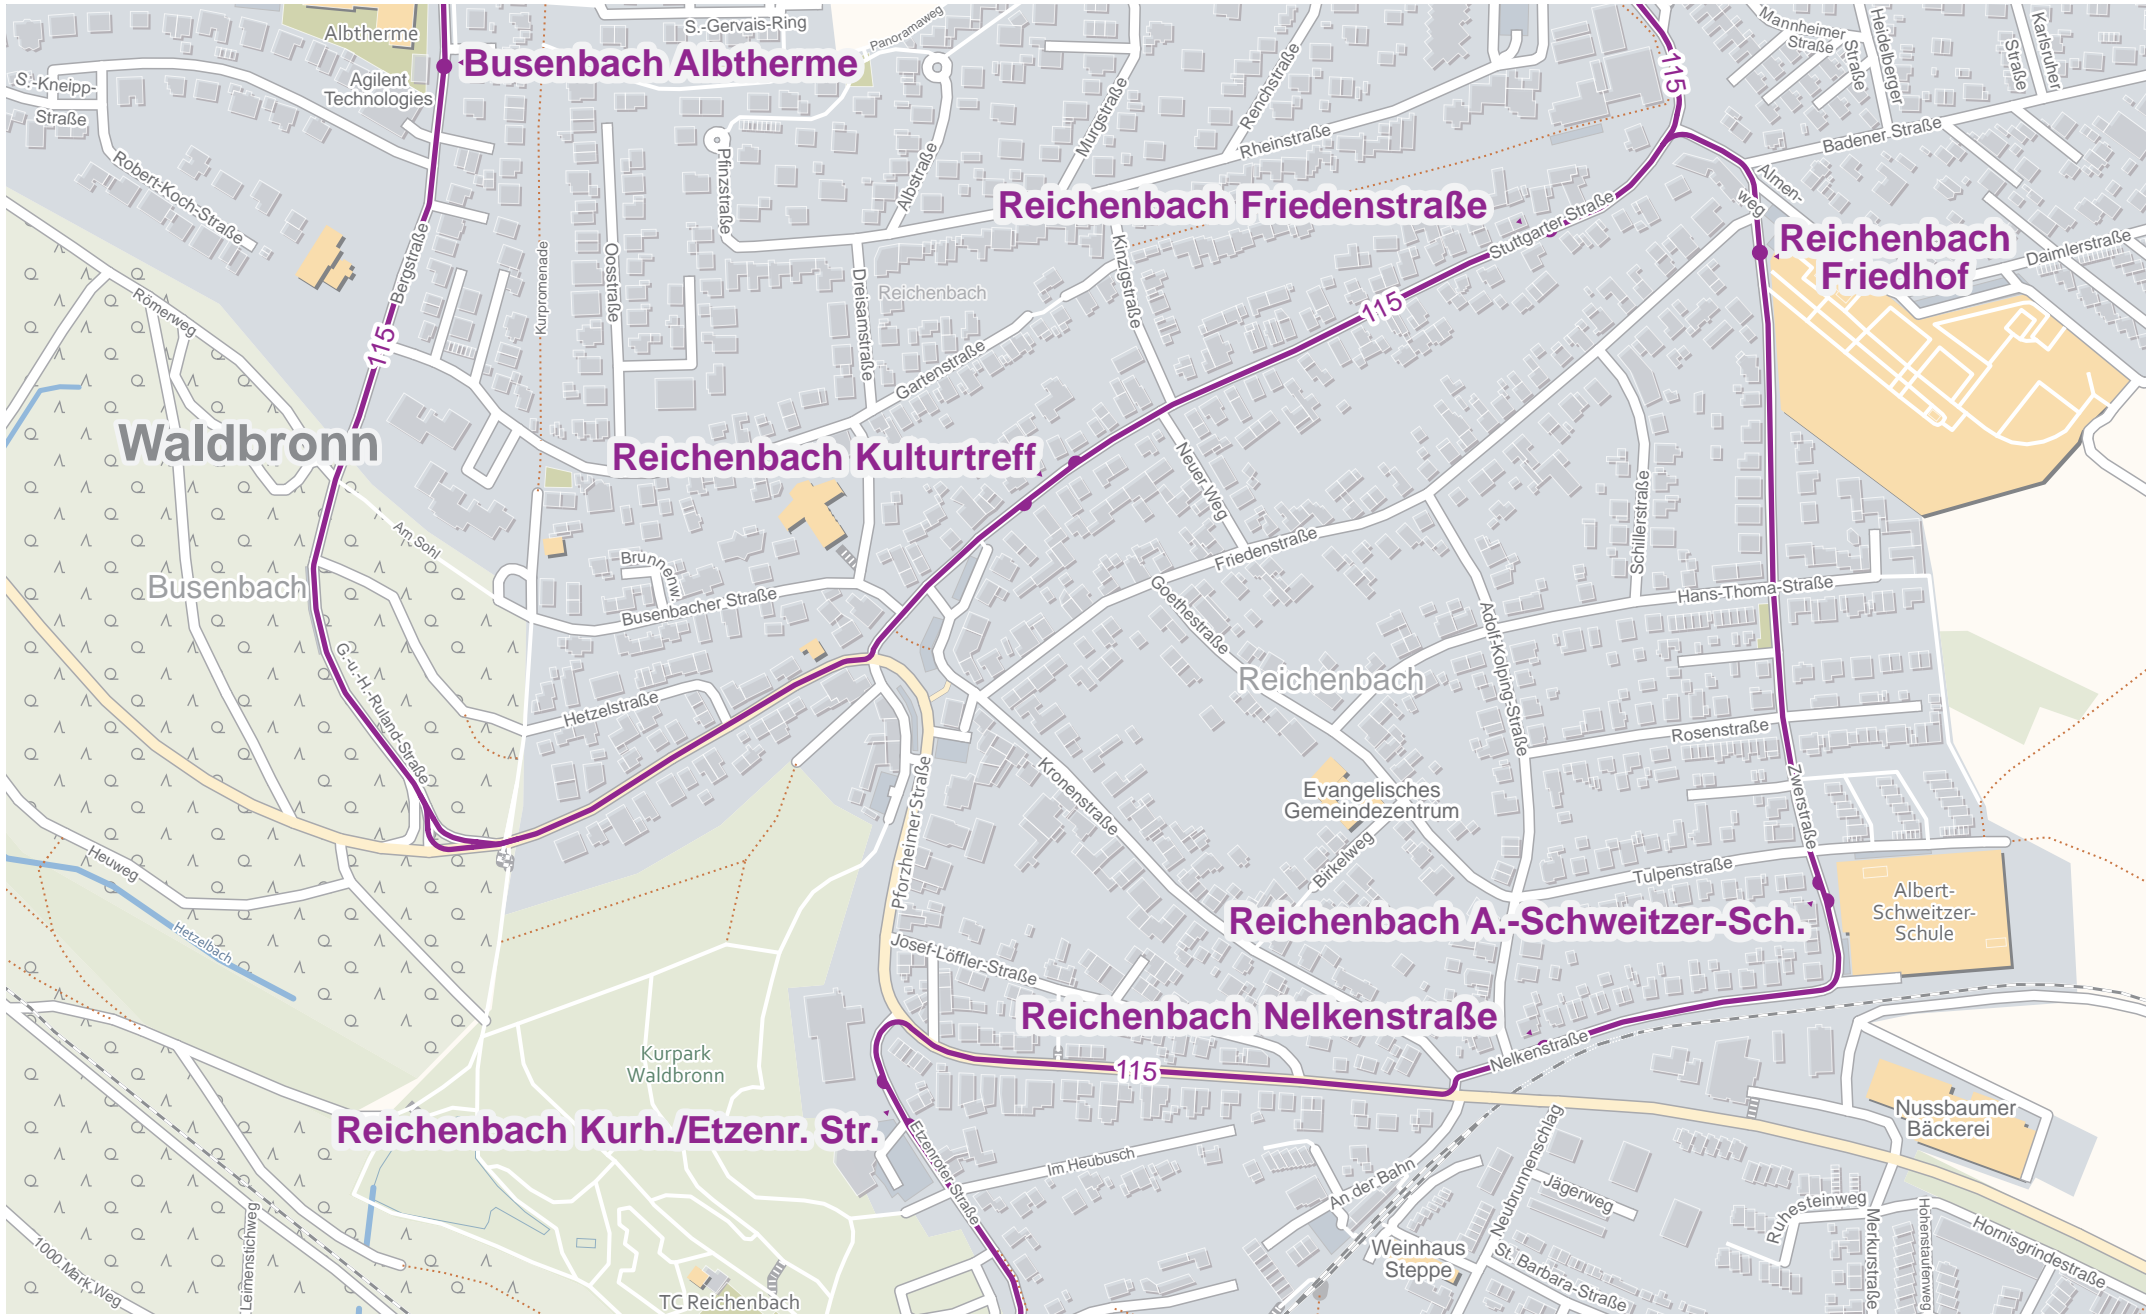 Albtherme
S.-Gervais-Ring
Panoramaweg
Mannheimer
Straße
Heidelberger
Straße
Karlsruher
Straße
Busenbach Albtherme
115
S.-Kneipp-
Straße
Agilent
Technologies
Murgstraße
Renchstraße
Rheinstraße
Badener Straße
Robert-Koch-Straße
Pfinzstraße
Albstraße
Almen-
weg
Reichenbach Friedenstraße
Stuttgarter Straße
Reichenbach
Friedhof
Daimlerstraße
Bergstraße
Kurpromenade
Oosstraße
Dreisamstraße
Reichenbach
Kinzigstraße
Römerweg
115
115
Gartenstraße
Waldbronn
Reichenbach Kulturtreff
Neuer Weg
Schillerstraße
Am Sohl
Friedenstraße
Brunnenw.
Busenbach
Busenbacher Straße
Goethestraße
Hans-Thoma-Straße
Adolf-Kolping-Straße
G.-u.-H.-Ruland-Straße
Reichenbach
Hetzelstraße
Rosenstraße
Kronenstraße
Pforzheimer Straße
Zwerstraße
Evangelisches
Gemeindezentrum
Birkelweg
Heuweg
Tulpenstraße
Albert-
Schweitzer-
Schule
Reichenbach A.-Schweitzer-Sch.
Hetzelbach
Josef-Löffler-Straße
Reichenbach Nelkenstraße
Nelkenstraße
Kurpark
Waldbronn
115
Reichenbach Kurh./Etzenr. Str.
Etzenroter Straße
Nussbaumer
Bäckerei
Neubrunnenschlag
Im Heubusch
An der Bahn
Jägerweg
Ruhesteinweg
Merkurstraße
Hohenstaufenweg
Hornisgrindestraße
Leimenstichweg
1000 Mark Weg
Weinhaus
Steppe
St. Barbara-Straße
TC Reichenbach